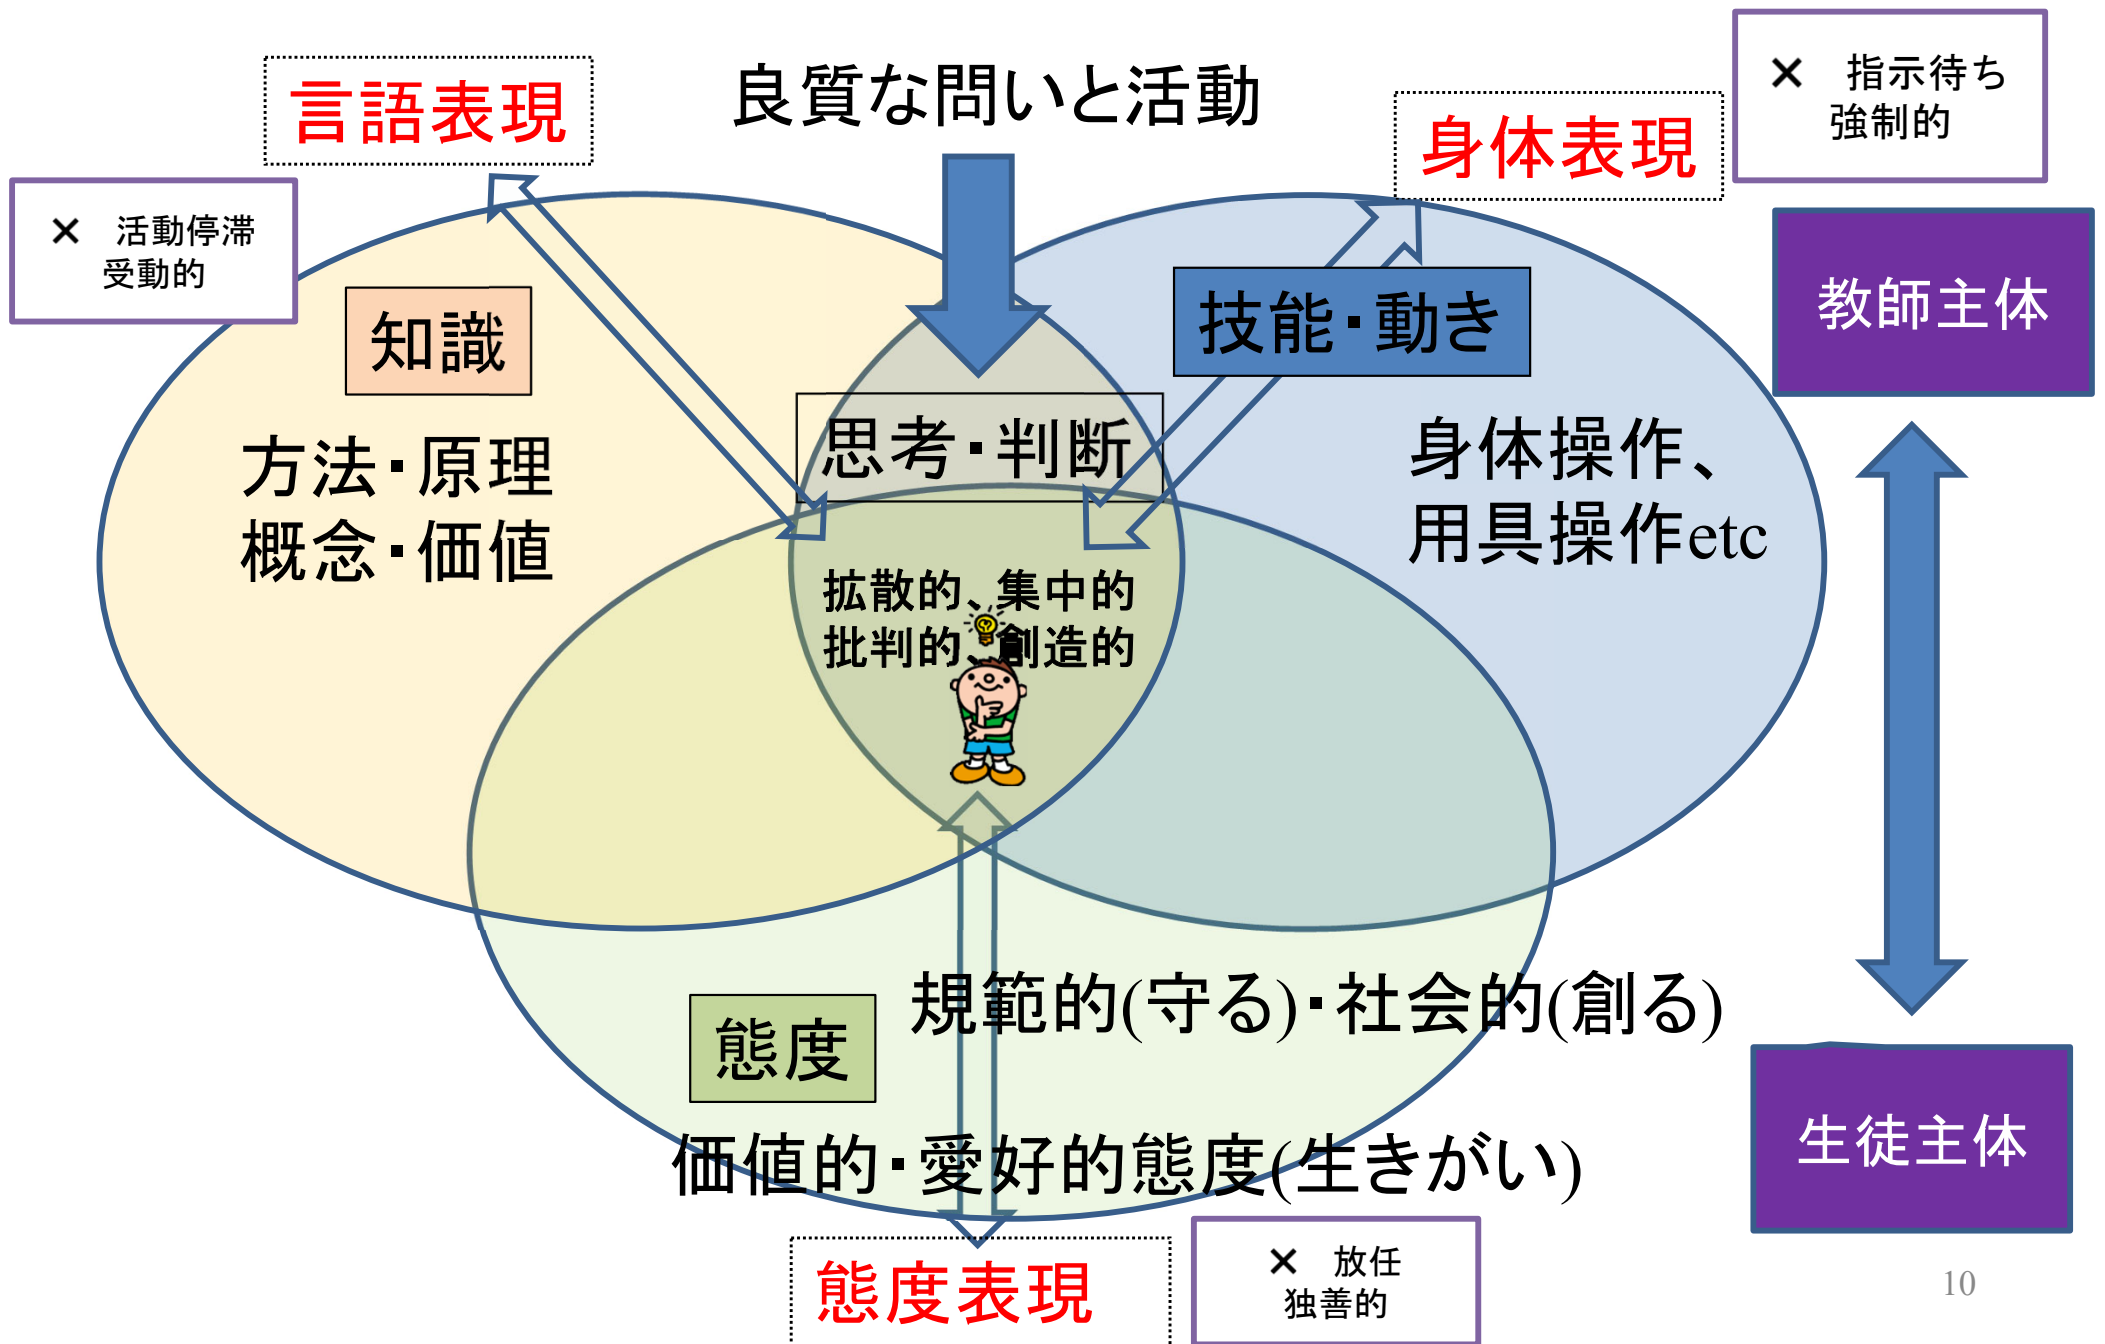 良質な問いと活動
言語表現
身体表現
× 指示待ち
強制的
× 活動停滞
受動的
知識
方法・原理
概念・価値
技能・動き
身体操作、
用具操作etc
教師主体
思考・判断
拡散的、集中的
批判的、創造的
規範的(守る)・社会的(創る)
態度
価値的・愛好的態度(生きがい)
生徒主体
態度表現
× 放任
独善的
10